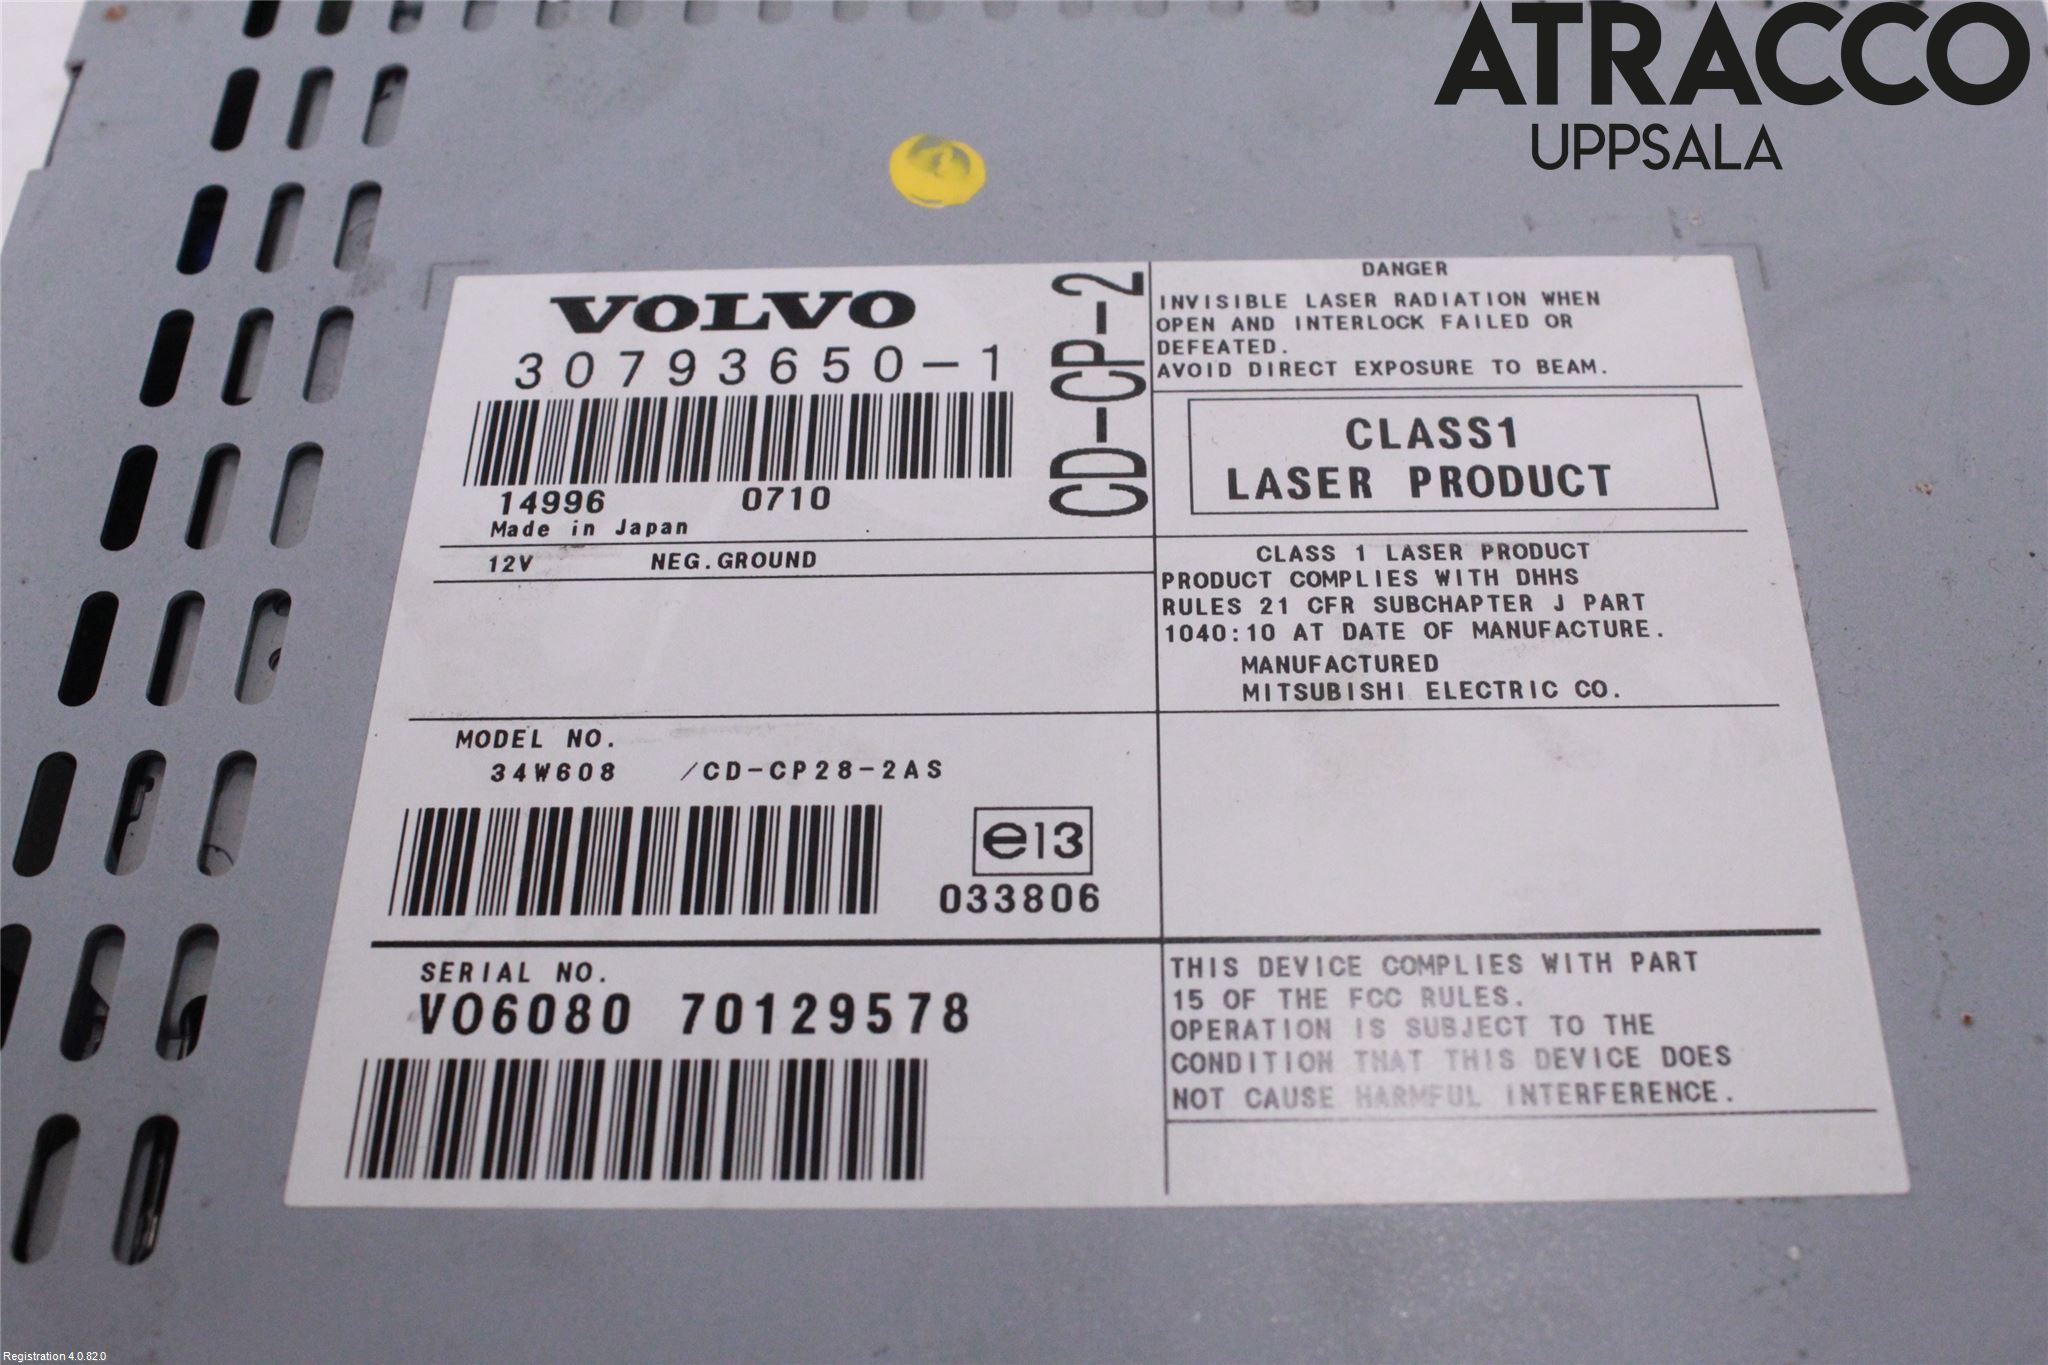 ATRACCO
UPPSALA
VOLVO
30793650-1
14996 0710
Made in Japan
CD-CP-2
12V NEG.GROUND
MODEL NO.
34W608 /CD-CP28-2AS
e13
033806
SERIAL NO.
VO6080 70129578
DANGER
INVISIBLE LASER RADIATION WHEN
OPEN AND INTERLOCK FAILED OR
DEFEATED.
AVOID DIRECT EXPOSURE TO BEAM.
CLASS1
LASER PRODUCT
CLASS 1 LASER PRODUCT
PRODUCT COMPLIES WITH DHHS
RULES 21 CFR SUBCHAPTER J PART
1040:10 AT DATE OF MANUFACTURE.
MANUFACTURED
MITSUBISHI ELECTRIC CO.
THIS DEVICE COMPLIES WITH PART
15 OF THE FCC RULES.
OPERATION IS SUBJECT TO THE
CONDITION THAT THIS DEVICE DOES
NOT CAUSE HARMFUL INTERFERENCE.
Registration 4.0.82.0